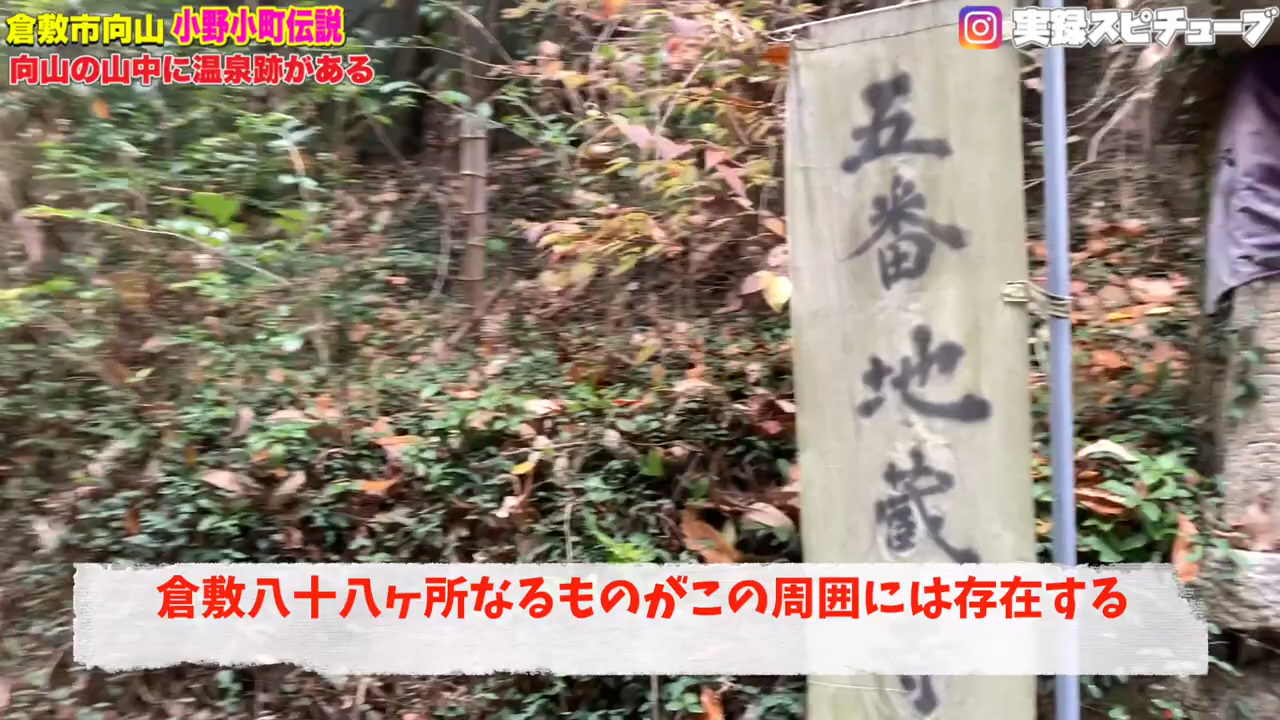 倉敷市向山 小野小町伝説
向山の山中に温泉跡がある
実録スピチューブ
五番地蔵寺
倉敷八十八ヶ所なるものがこの周囲には存在する